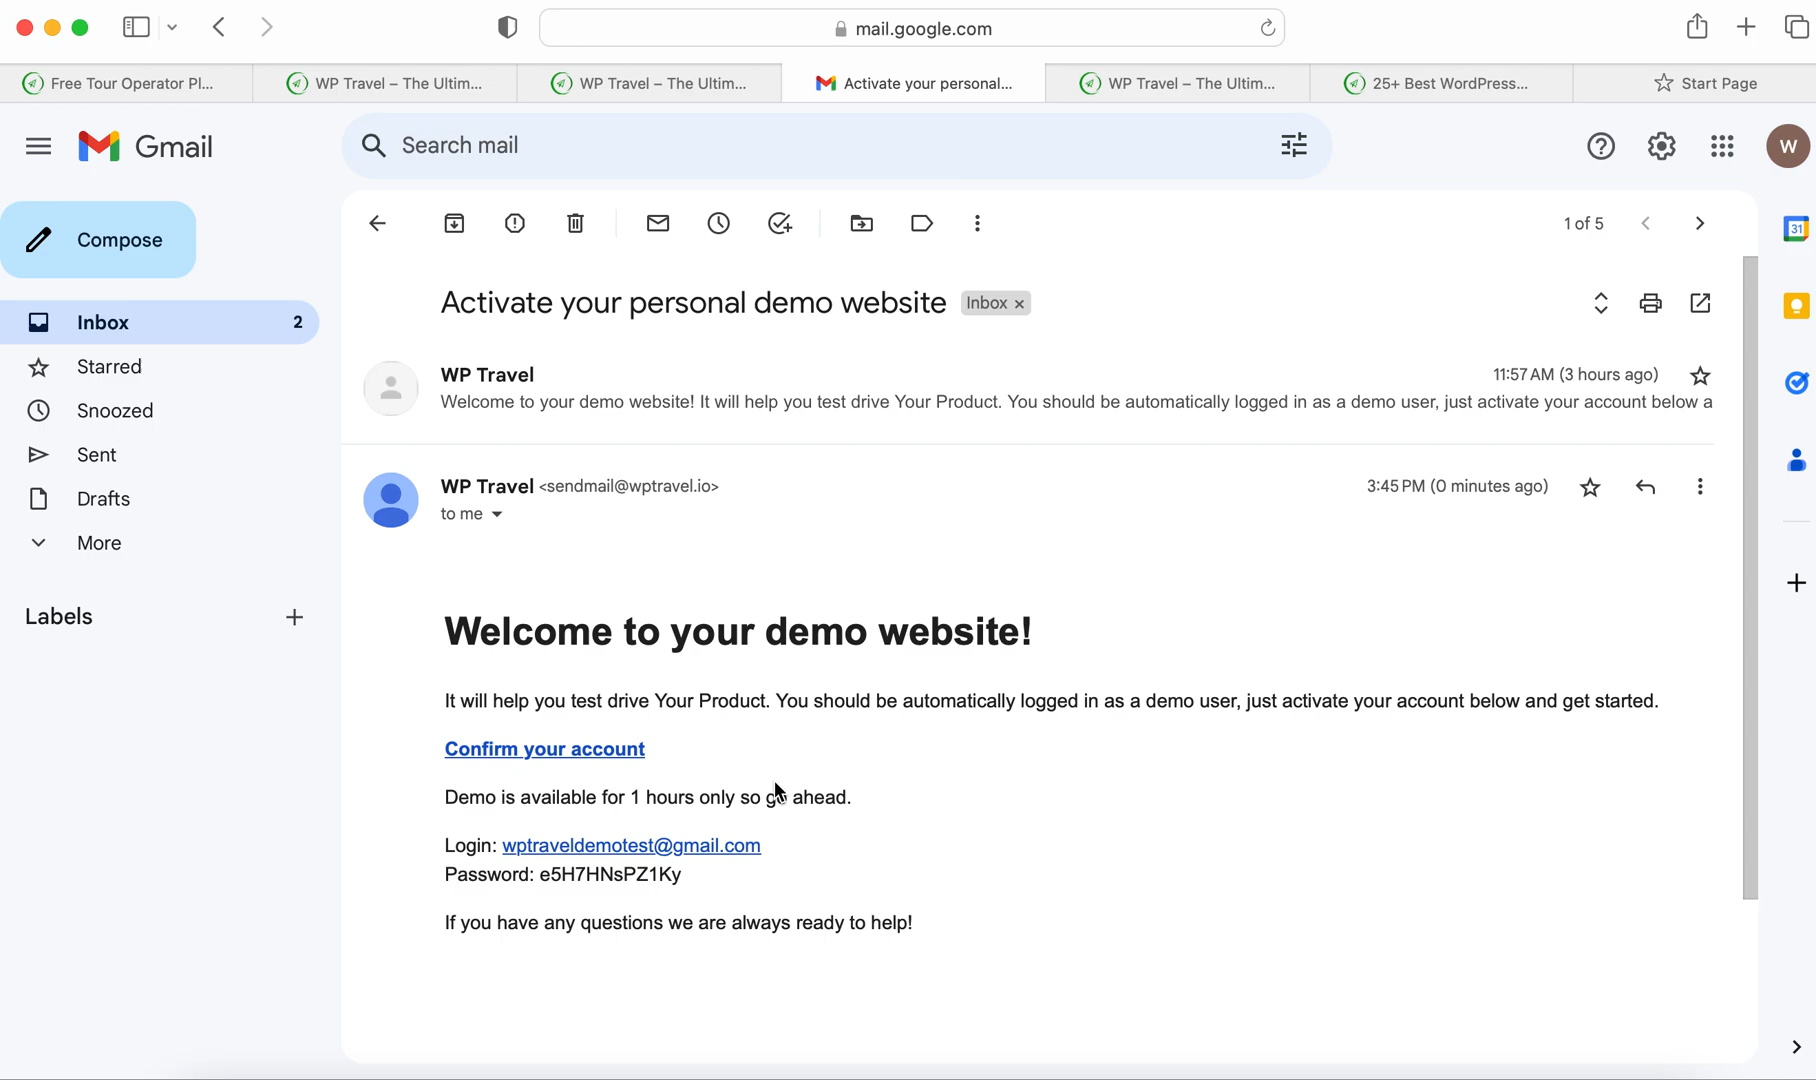 mail.google.com
Free Tour Operator Pl...
WP Travel – The Ultim...
WP Travel – The Ultim...
Activate your personal...
WP Travel – The Ultim...
25+ Best WordPress...
Start Page
Gmail
Search mail
W
Compose
1 of 5
31
Inbox 2
Starred
Snoozed
Sent
Drafts
More
Labels
Activate your personal demo website Inbox ×
WP Travel 11:57 AM (3 hours ago)
Welcome to your demo website! It will help you test drive Your Product. You should be automatically logged in as a demo user, just activate your account below a
WP Travel <sendmail@wptravel.io> 3:45 PM (0 minutes ago)
to me
Welcome to your demo website!
It will help you test drive Your Product. You should be automatically logged in as a demo user, just activate your account below and get started.
Confirm your account
Demo is available for 1 hours only so go ahead.
Login: wptraveldemotest@gmail.com
Password: e5H7HNsPZ1Ky
If you have any questions we are always ready to help!